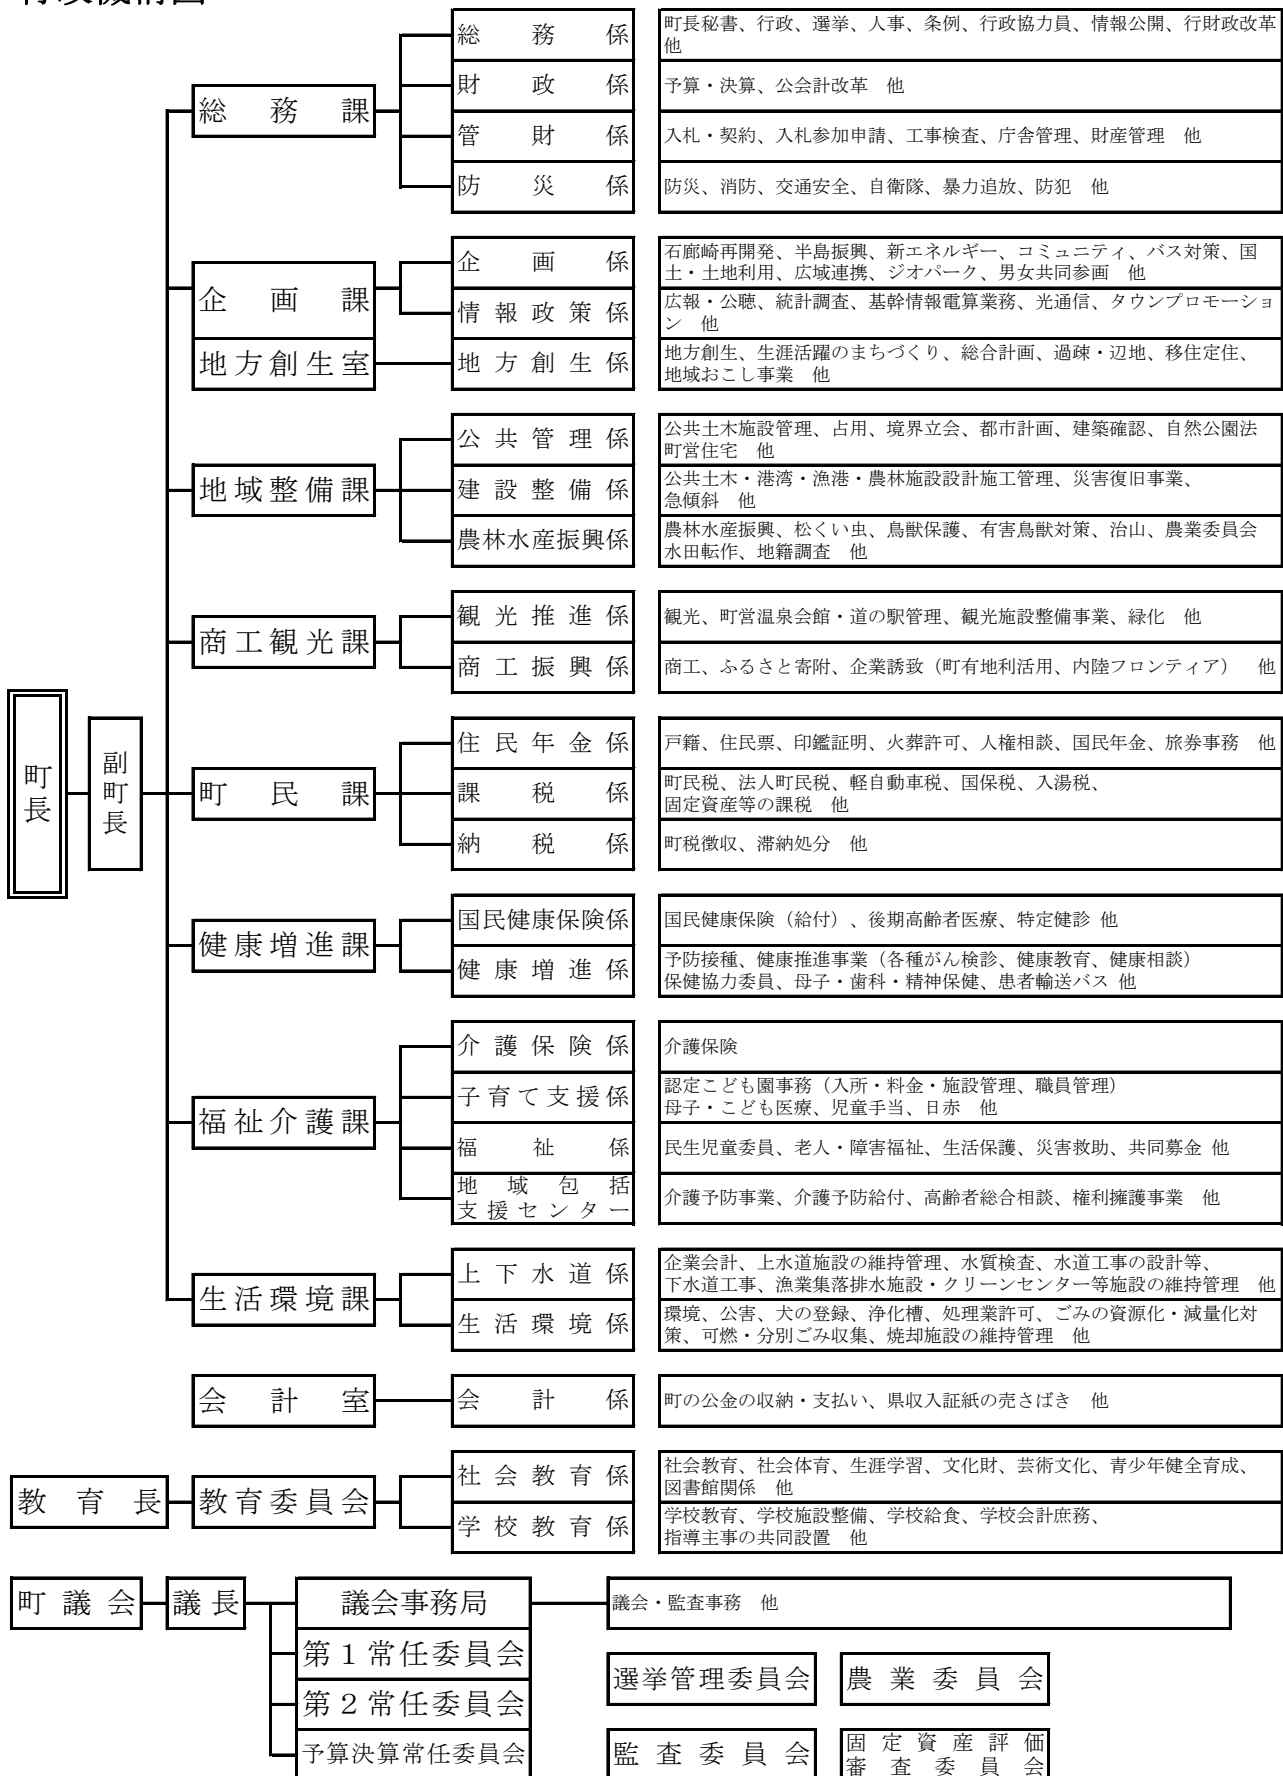 行政機構図
総務係
町長秘書、行政、選挙、人事、条例、行政協力員、情報公開、行財政改革
他
財政係
予算・決算、公会計改革 他
総務課
管財係
入札・契約、入札参加申請、工事検査、庁舎管理、財産管理 他
防災係
防災、消防、交通安全、自衛隊、暴力追放、防犯 他
企画課
企画係
石廊崎再開発、半島振興、新エネルギー、コミュニティ、バス対策、国
土・土地利用、広域連携、ジオパーク、男女共同参画 他
情報政策係
広報・公聴、統計調査、基幹情報電算業務、光通信、タウンプロモーショ
ン 他
地方創生室
地方創生係
地方創生、生涯活躍のまちづくり、総合計画、過疎・辺地、移住定住、
地域おこし事業 他
地域整備課
公共管理係
公共土木施設管理、占用、境界立会、都市計画、建築確認、自然公園法
町営住宅 他
建設整備係
公共土木・港湾・漁港・農林施設設計施工管理、災害復旧事業、
急傾斜 他
農林水産振興係
農林水産振興、松くい虫、鳥獣保護、有害鳥獣対策、治山、農業委員会
水田転作、地籍調査 他
商工観光課
観光推進係
観光、町営温泉会館・道の駅管理、観光施設整備事業、緑化 他
商工振興係
商工、ふるさと寄附、企業誘致（町有地利活用、内陸フロンティア） 他
町長
副町長
町民課
住民年金係
戸籍、住民票、印鑑証明、火葬許可、人権相談、国民年金、旅券事務 他
課税係
町民税、法人町民税、軽自動車税、国保税、入湯税、
固定資産等の課税 他
納税係
町税徴収、滞納処分 他
健康増進課
国民健康保険係
国民健康保険（給付）、後期高齢者医療、特定健診 他
健康増進係
予防接種、健康推進事業（各種がん検診、健康教育、健康相談）
保健協力委員、母子・歯科・精神保健、患者輸送バス 他
福祉介護課
介護保険係
介護保険
子育て支援係
認定こども園事務（入所・料金・施設管理、職員管理）
母子・こども医療、児童手当、日赤 他
福祉係
民生児童委員、老人・障害福祉、生活保護、災害救助、共同募金 他
地域包括
支援センター
介護予防事業、介護予防給付、高齢者総合相談、権利擁護事業 他
生活環境課
上下水道係
企業会計、上水道施設の維持管理、水質検査、水道工事の設計等、
下水道工事、漁業集落排水施設・クリーンセンター等施設の維持管理 他
生活環境係
環境、公害、犬の登録、浄化槽、処理業許可、ごみの資源化・減量化対
策、可燃・分別ごみ収集、焼却施設の維持管理 他
会計室
会計係
町の公金の収納・支払い、県収入証紙の売さばき 他
教育長
教育委員会
社会教育係
社会教育、社会体育、生涯学習、文化財、芸術文化、青少年健全育成、
図書館関係 他
学校教育係
学校教育、学校施設整備、学校給食、学校会計庶務、
指導主事の共同設置 他
町議会
議長
議会事務局
議会・監査事務 他
第１常任委員会
第２常任委員会
予算決算常任委員会
選挙管理委員会
農業委員会
監査委員会
固定資産評価
審査委員会